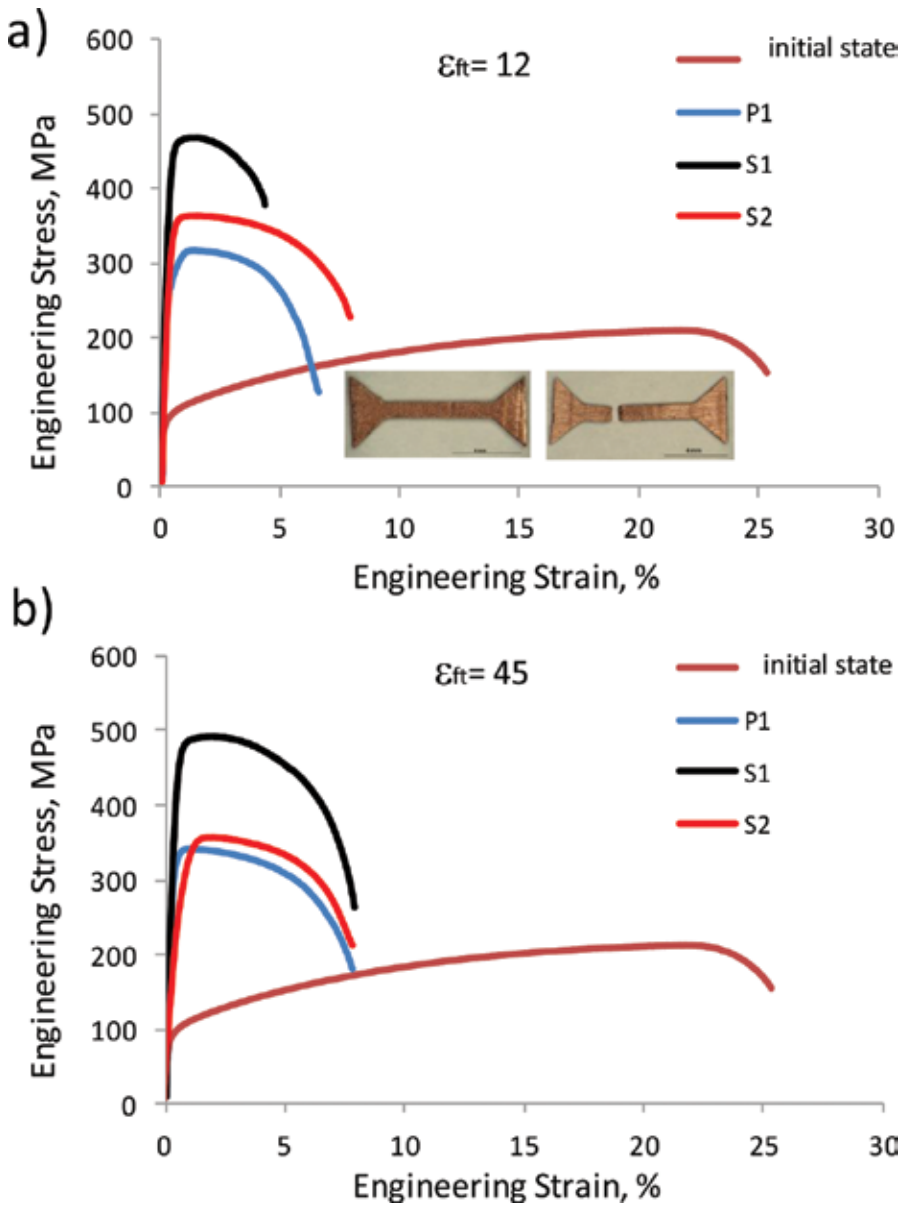 a)
600
500
400
300
200
100
0
Engineering Stress, MPa
εft= 12
initial state
P1
S1
S2
0 5 10 15 20 25 30
Engineering Strain, %
b)
600
500
400
300
200
100
0
Engineering Stress, MPa
εft= 45
initial state
P1
S1
S2
0 5 10 15 20 25 30
Engineering Strain, %